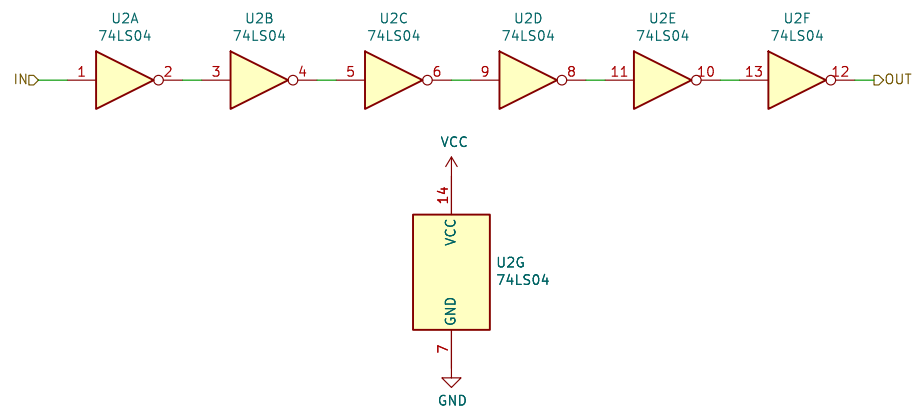 U2A
74LS04
U2B
74LS04
U2C
74LS04
U2D
74LS04
U2E
74LS04
U2F
74LS04
IN 1 2 3 4 5 6 9 8 11 10 13 12 OUT
VCC
14
VCC
U2G
74LS04
GND
7
GND